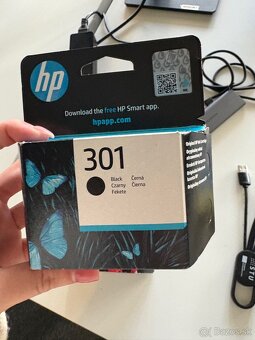 hp
Download the free HP Smart app.
hpapp.com
301
Black Černá
Czarny Čierna
Fekete
© Bazos.sk